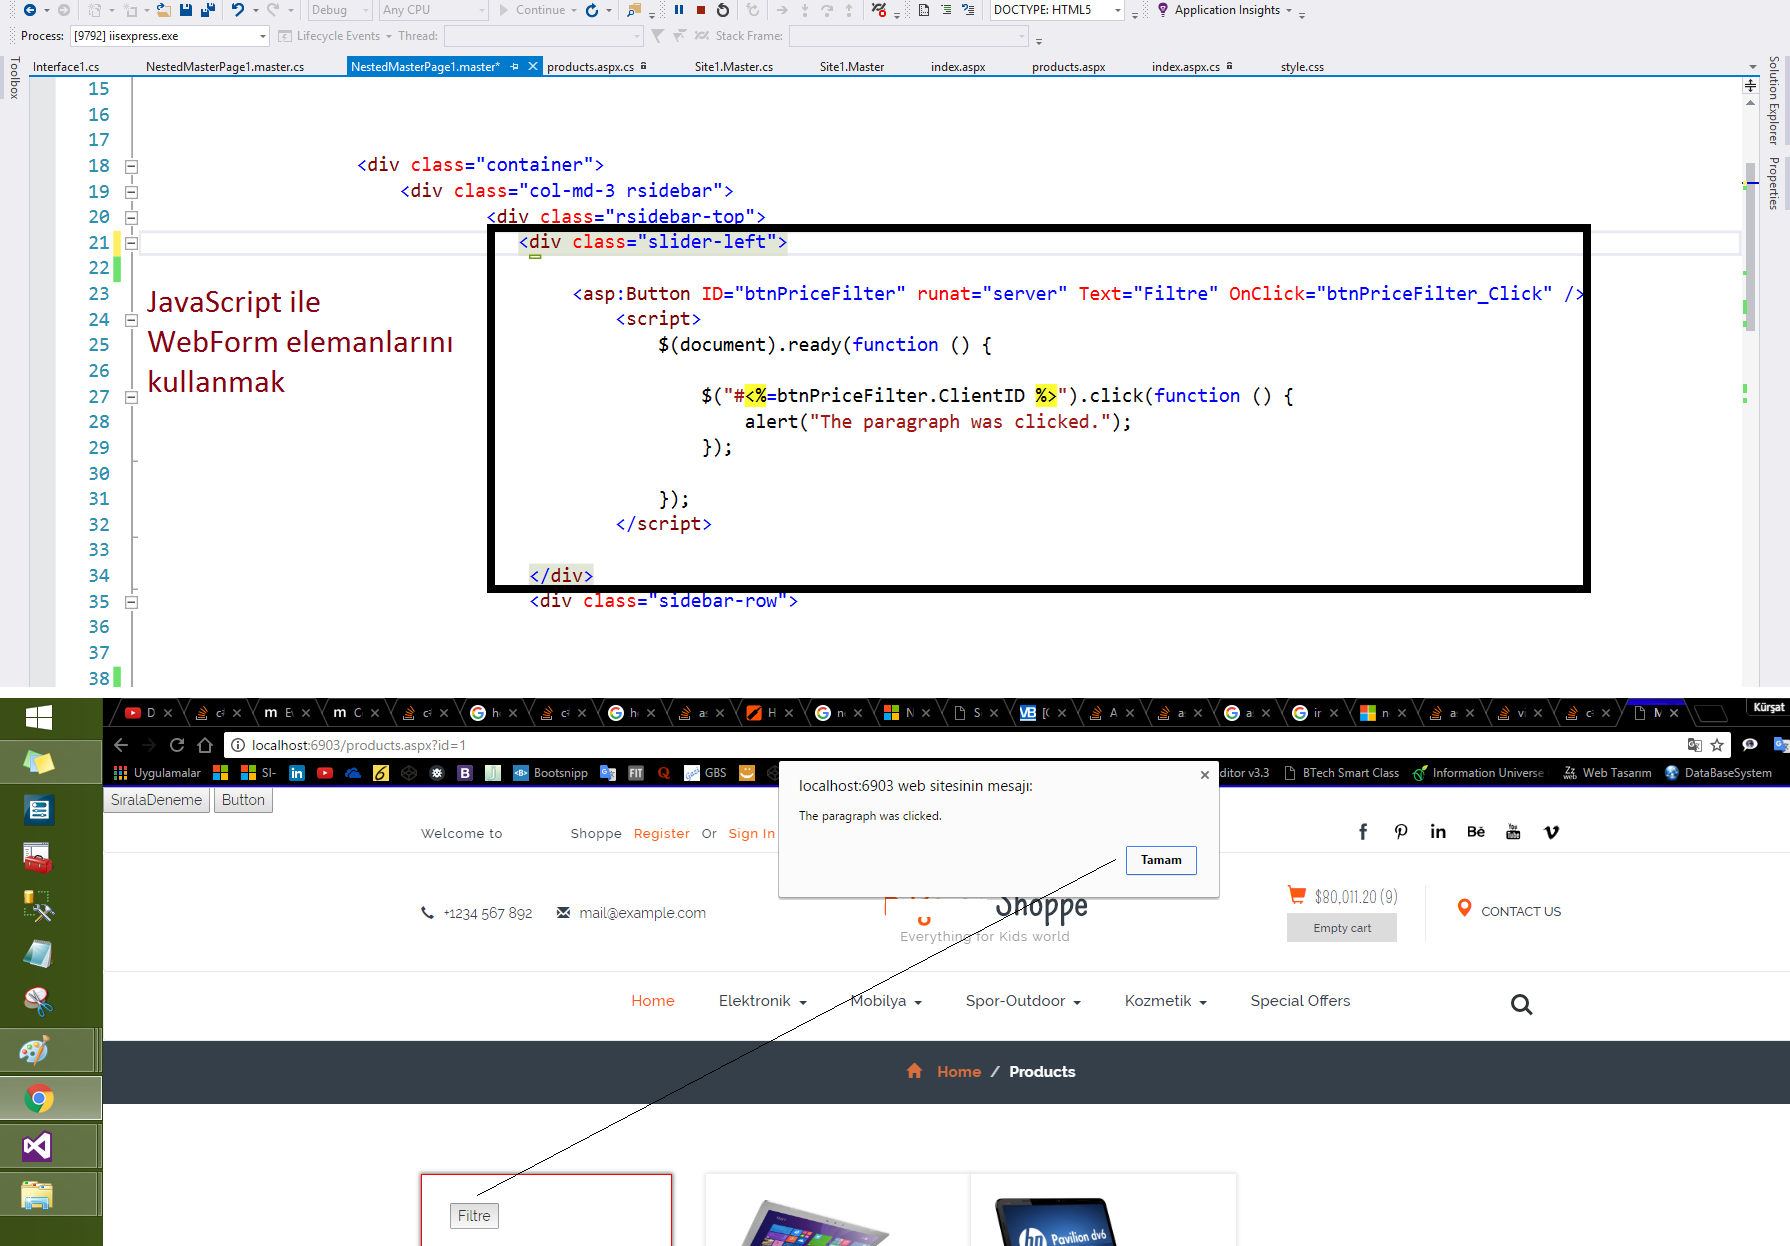 Debug
Any CPU
Continue
DOCTYPE: HTML5
Application Insights
Process: [9792] iisexpress.exe
Lifecycle Events
Thread:
Stack Frame:
Toolbox
Interface1.cs
NestedMasterPage1.master.cs
NestedMasterPage1.master*
products.aspx.cs
Site1.Master.cs
Site1.Master
index.aspx
products.aspx
index.aspx.cs
style.css
Solution Explorer
Properties
15
16
17
18 <div class="container">
19 <div class="col-md-3 rsidebar">
20 <div class="rsidebar-top">
21 <div class="slider-left">
22
23 <asp:Button ID="btnPriceFilter" runat="server" Text="Filtre" OnClick="btnPriceFilter_Click" />
24 <script>
25 $(document).ready(function () {
26
27 $("#<%=btnPriceFilter.ClientID %>").click(function () {
28 alert("The paragraph was clicked.");
29 });
30
31 });
32 </script>
33
34 </div>
35 <div class="sidebar-row">
36
37
38
JavaScript ile
WebForm elemanlarını
kullanmak
Kürşat
localhost:6903/products.aspx?id=1
Uygulamalar
SI-
Bootsnipp
FIT
GBS
ditor v3.3
BTech Smart Class
Information Universe
Web Tasarım
DataBaseSystem
SıralaDeneme
Button
localhost:6903 web sitesinin mesajı:
The paragraph was clicked.
Tamam
Welcome to
Shoppe Register Or Sign In
+1234 567 892
mail@example.com
Shoppe
Everything for Kids world
$80,011.20 (9)
Empty cart
CONTACT US
Home
Elektronik
Mobilya
Spor-Outdoor
Kozmetik
Special Offers
Home / Products
Filtre
hp Pavilion dv6